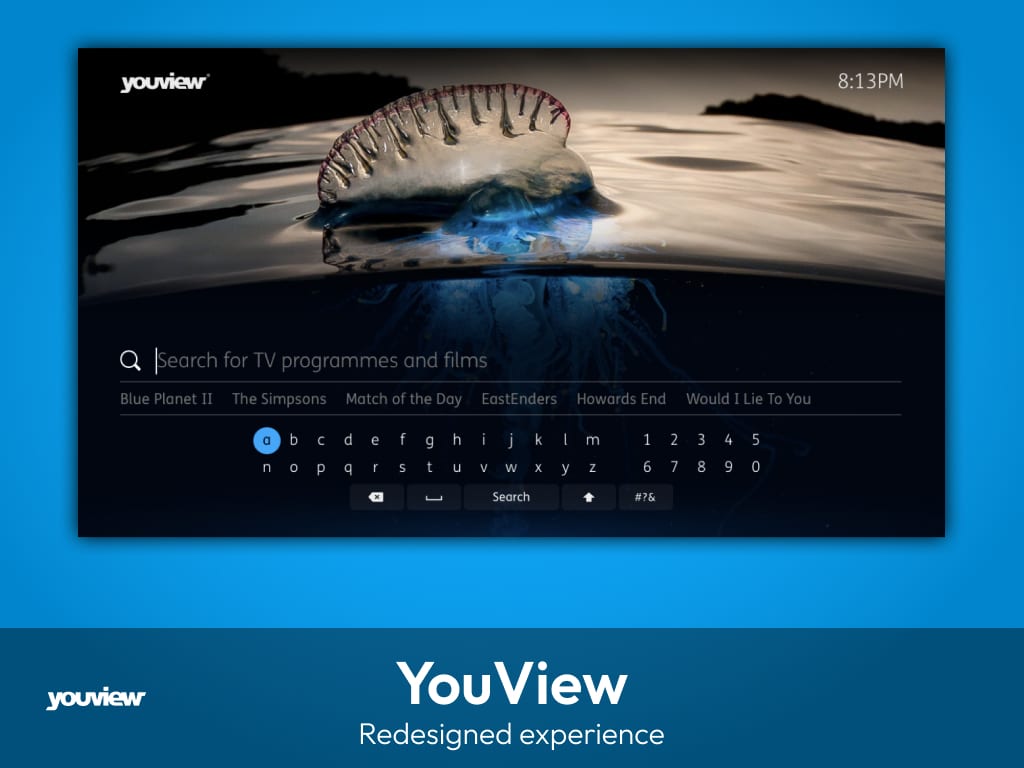 youview
8:13PM
Search for TV programmes and films
Blue Planet II The Simpsons Match of the Day EastEnders Howards End Would I Lie To You
a b c d e f g h i j k l m 1 2 3 4 5
n o p q r s t u v w x y z 6 7 8 9 0
Search #?&
youview
YouView
Redesigned experience